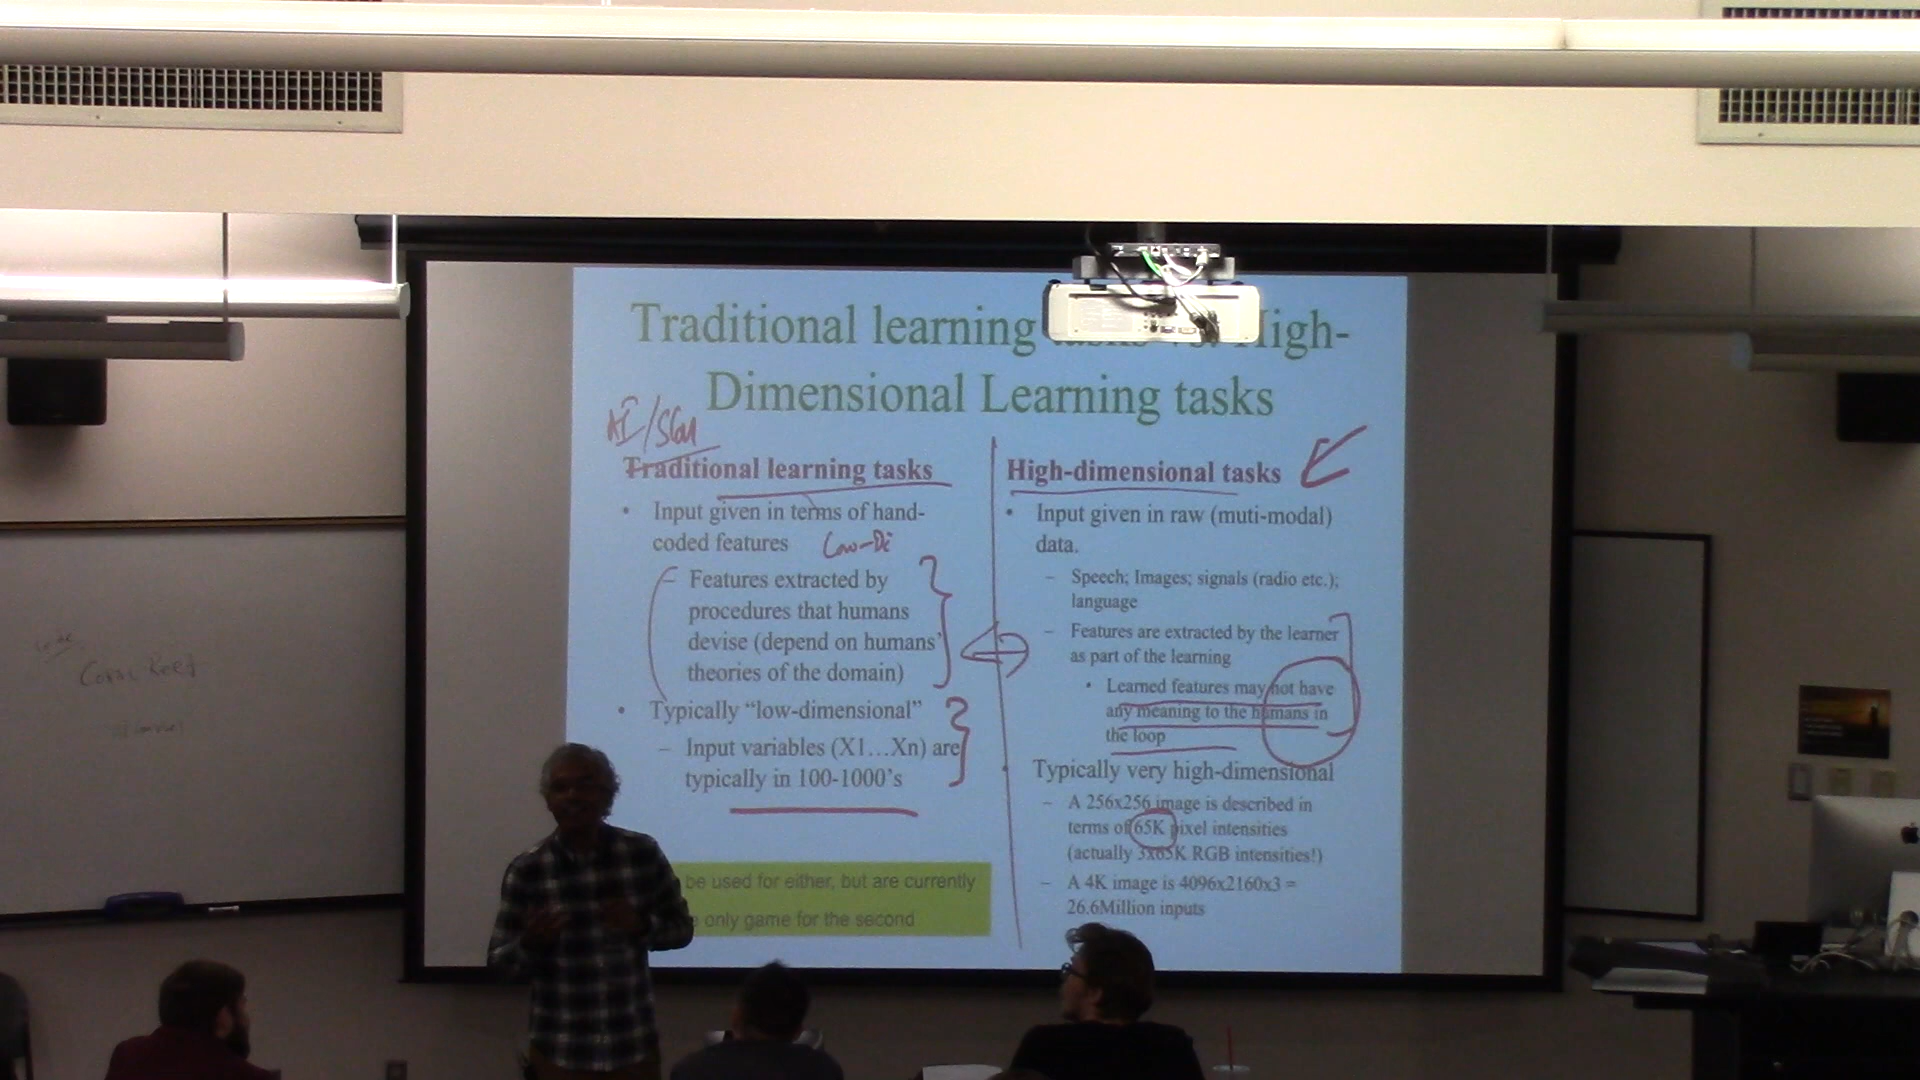 Traditional learning tasks vs. High-
Dimensional Learning tasks
AI/Stat
Traditional learning tasks
• Input given in terms of hand-
coded features Low-Di
– Features extracted by
procedures that humans
devise (depend on humans'
theories of the domain)
• Typically “low-dimensional”
– Input variables (X1…Xn) are
typically in 100-1000’s
be used for either, but are currently
only game for the second
High-dimensional tasks
• Input given in raw (muti-modal)
data.
– Speech; Images; signals (radio etc.);
language
– Features are extracted by the learner
as part of the learning
• Learned features may not have
any meaning to the humans in
the loop
• Typically very high-dimensional
– A 256x256 image is described in
terms of 65K pixel intensities
(actually 3x65K RGB intensities!)
– A 4K image is 4096x2160x3 =
26.6Million inputs
Coral Reef